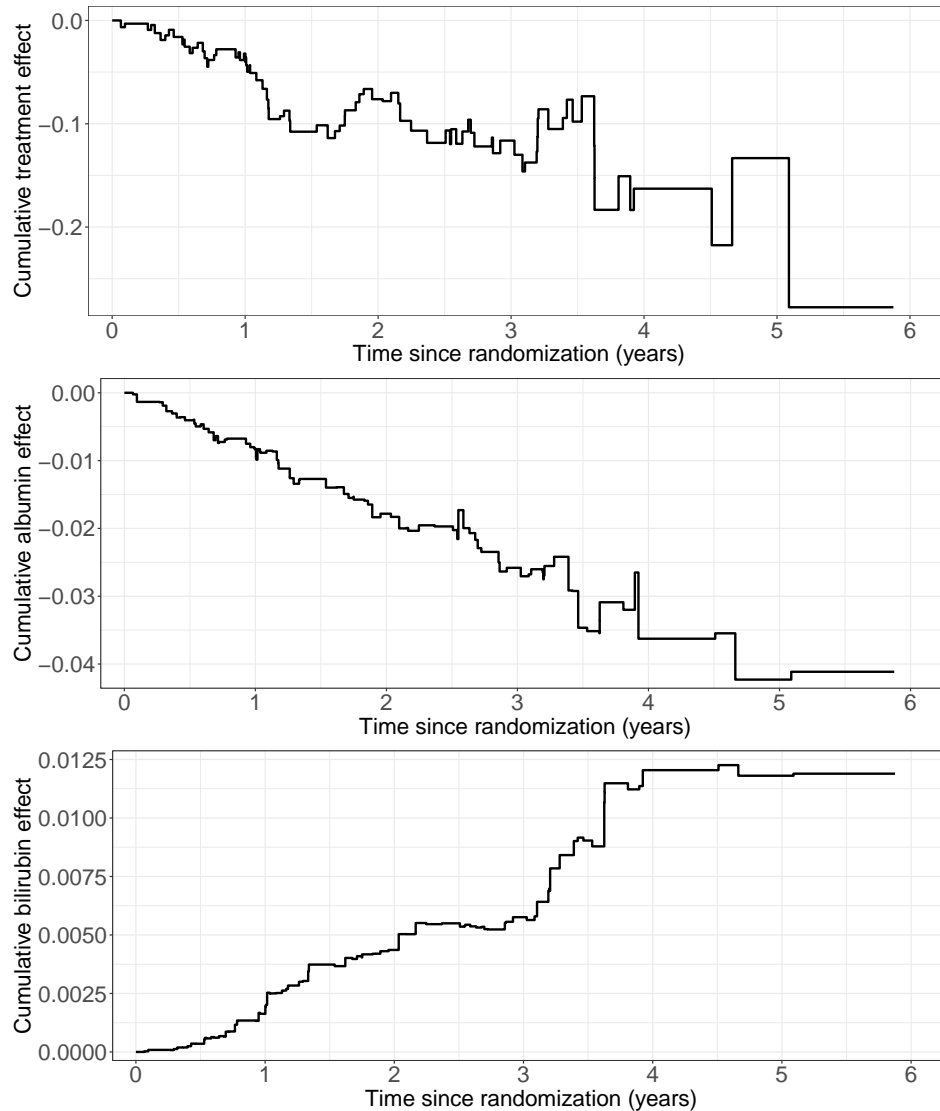 Cumulative treatment effect
0.0
−0.1
−0.2
0 1 2 3 4 5 6
Time since randomization (years)
Cumulative albumin effect
0.00
−0.01
−0.02
−0.03
−0.04
0 1 2 3 4 5 6
Time since randomization (years)
Cumulative bilirubin effect
0.0125
0.0100
0.0075
0.0050
0.0025
0.0000
0 1 2 3 4 5 6
Time since randomization (years)